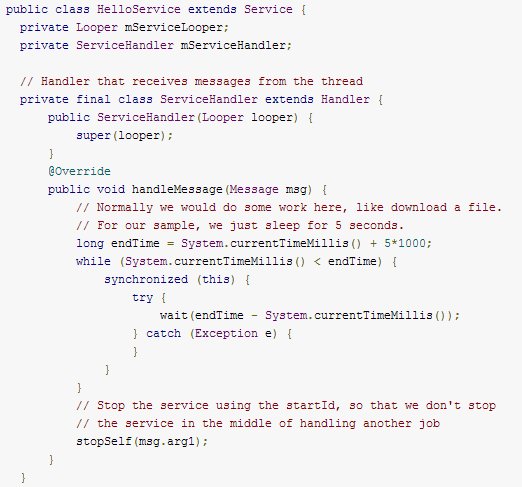 public class HelloService extends Service {
  private Looper mServiceLooper;
  private ServiceHandler mServiceHandler;

  // Handler that receives messages from the thread
  private final class ServiceHandler extends Handler {
      public ServiceHandler(Looper looper) {
          super(looper);
      }
      @Override
      public void handleMessage(Message msg) {
          // Normally we would do some work here, like download a file.
          // For our sample, we just sleep for 5 seconds.
          long endTime = System.currentTimeMillis() + 5*1000;
          while (System.currentTimeMillis() < endTime) {
              synchronized (this) {
                  try {
                      wait(endTime - System.currentTimeMillis());
                  } catch (Exception e) {
                  }
              }
          }
          // Stop the service using the startId, so that we don't stop
          // the service in the middle of handling another job
          stopSelf(msg.arg1);
      }
  }